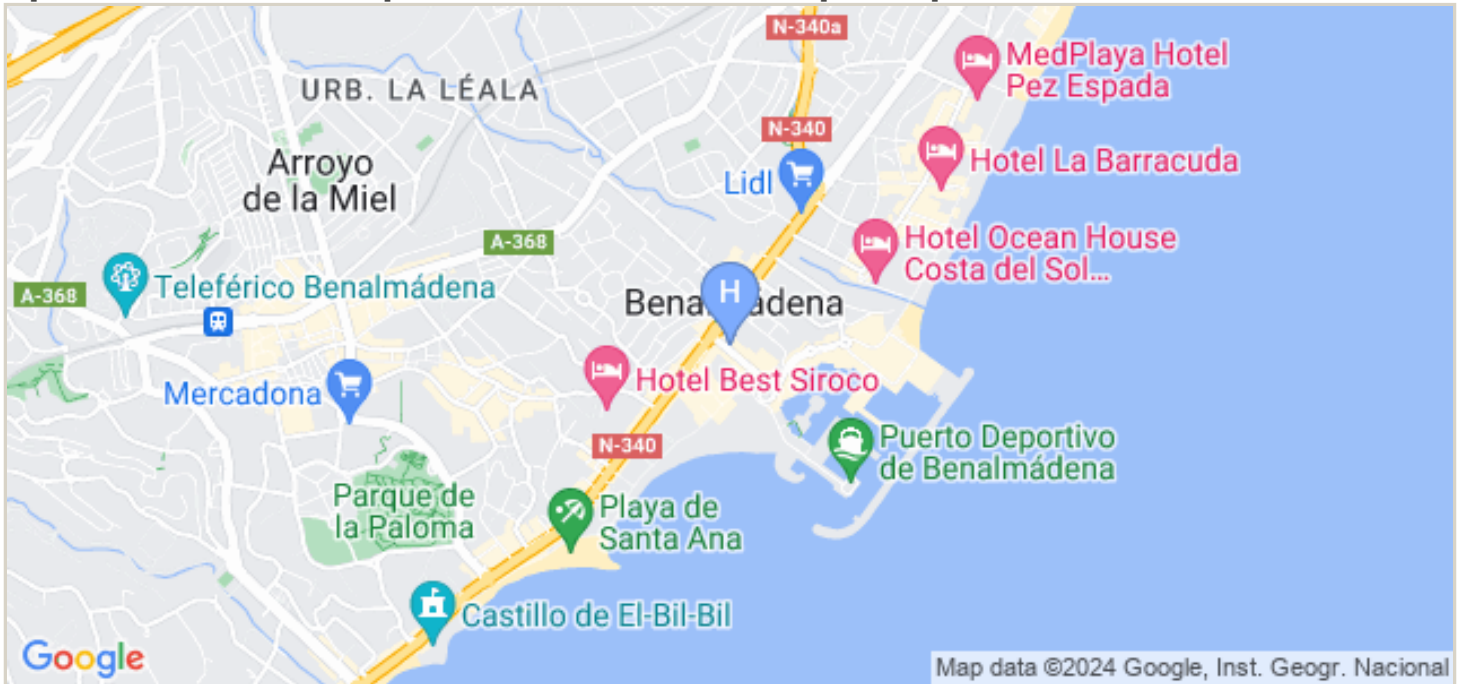 N-340a
MedPlaya Hotel
Pez Espada
URB. LA LÉALA
N-340
Arroyo
de la Miel
Lidl
Hotel La Barracuda
A-368
Hotel Ocean House
Costa del Sol...
A-368
Teleférico Benalmádena
Benalmádena
H
Mercadona
Hotel Best Siroco
N-340
Puerto Deportivo
de Benalmádena
Parque de
la Paloma
Playa de
Santa Ana
Castillo de El-Bil-Bil
Google
Map data ©2024 Google, Inst. Geogr. Nacional